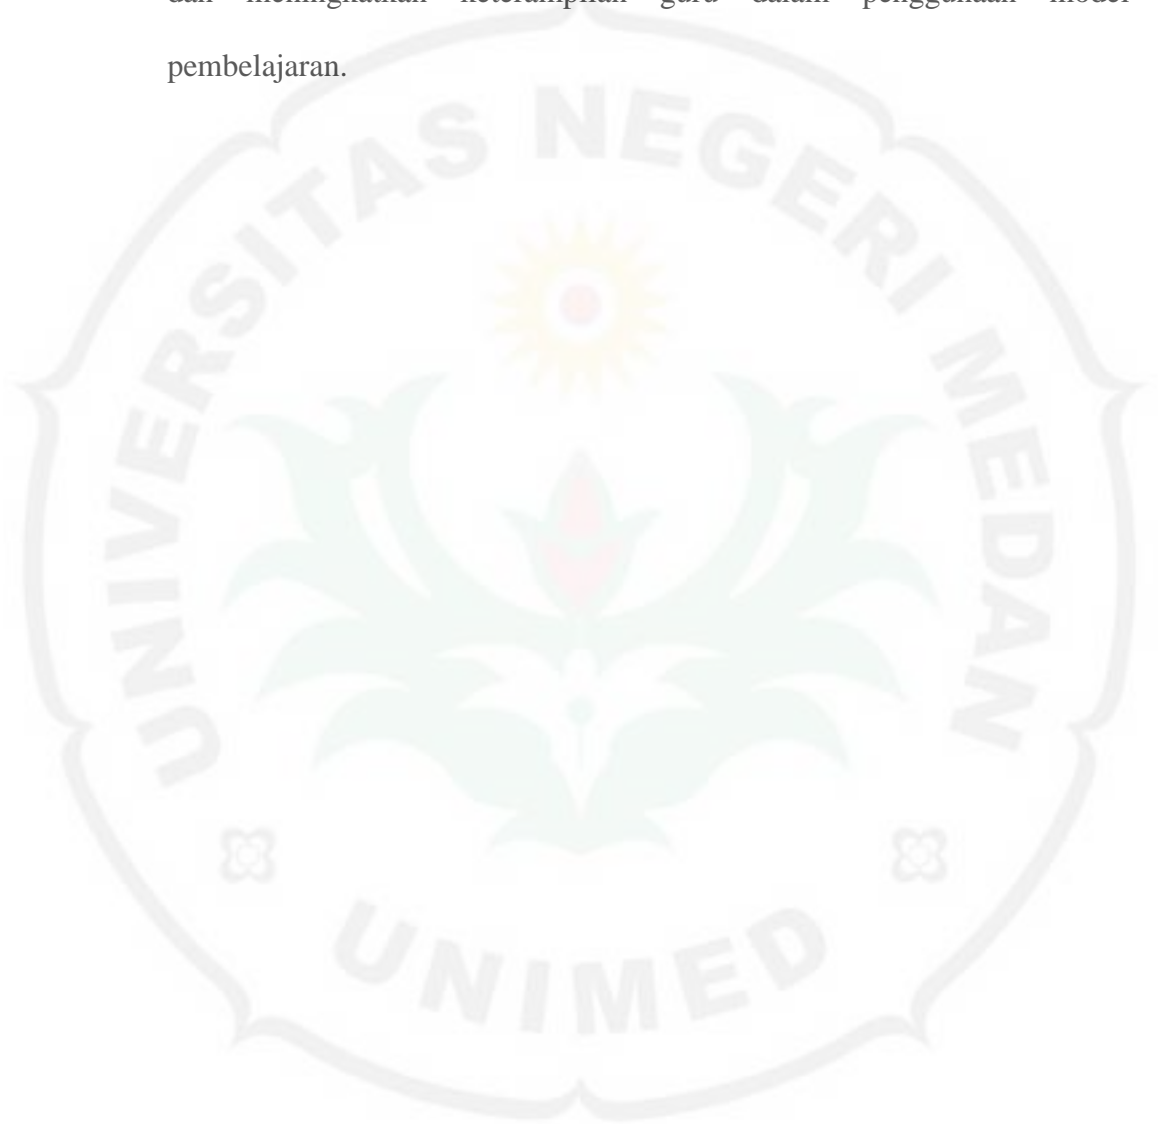 dan meningkatkan keterampilan guru dalam penggunaan model
pembelajaran.
UNIVERSITAS NEGERI MEDAN
UNIMED